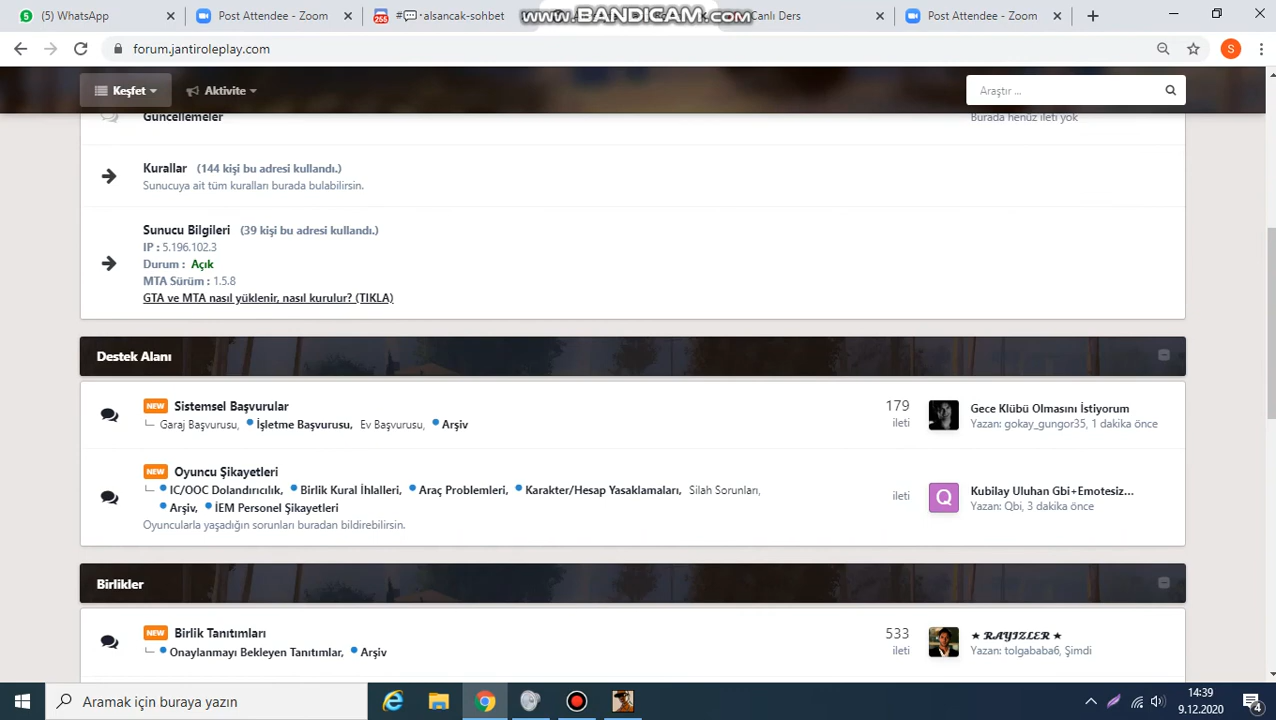 (5) WhatsApp
Post Attendee - Zoom
#💬・alsancak-sohbet
www.BANDICAM.com
Canlı Ders
Post Attendee - Zoom
forum.jantiroleplay.com
S
Keşfet
Aktivite
Araştır ...
Güncellemeler
Burada henüz ileti yok
Kurallar (144 kişi bu adresi kullandı.)
Sunucuya ait tüm kuralları burada bulabilirsin.
Sunucu Bilgileri (39 kişi bu adresi kullandı.)
IP : 5.196.102.3
Durum : Açık
MTA Sürüm : 1.5.8
GTA ve MTA nasıl yüklenir, nasıl kurulur? (TIKLA)
Destek Alanı
NEW Sistemsel Başvurular
Garaj Başvurusu, İşletme Başvurusu, Ev Başvurusu, Arşiv
179
ileti
Gece Klübü Olmasını İstiyorum
Yazan: gokay_gungor35, 1 dakika önce
NEW Oyuncu Şikayetleri
IC/OOC Dolandırıcılık, Birlik Kural İhlalleri, Araç Problemleri, Karakter/Hesap Yasaklamaları, Silah Sorunları,
Arşiv, İEM Personel Şikayetleri
Oyuncularla yaşadığın sorunları buradan bildirebilirsin.
ileti
Q
Kubilay Uluhan Gbi+Emotesiz...
Yazan: Qbi, 3 dakika önce
Birlikler
NEW Birlik Tanıtımları
Onaylanmayı Bekleyen Tanıtımlar, Arşiv
533
ileti
★ 𝓡𝓐𝓨𝓘𝓩𝓛𝓔𝓡 ★
Yazan: tolgababa6, Şimdi
Aramak için buraya yazın
14:39
9.12.2020
4